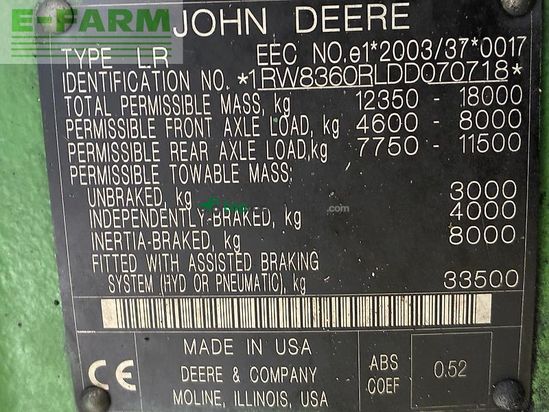 E-FARM
JOHN DEERE
TYPE LR EEC NO.e1*2003/37*0017
IDENTIFICATION NO. *1RW8360RLDD070718*
TOTAL PERMISSIBLE MASS, kg 12350 - 18000
PERMISSIBLE FRONT AXLE LOAD, kg 4600 - 8000
PERMISSIBLE REAR AXLE LOAD,kg 7750 - 11500
PERMISSIBLE TOWABLE MASS:
UNBRAKED, kg 3000
INDEPENDENTLY-BRAKED, kg 4000
INERTIA-BRAKED, kg 8000
FITTED WITH ASSISTED BRAKING
SYSTEM (HYD OR PNEUMATIC), kg 33500
MADE IN USA
CE DEERE & COMPANY
MOLINE, ILLINOIS, USA
ABS
COEF
0.52